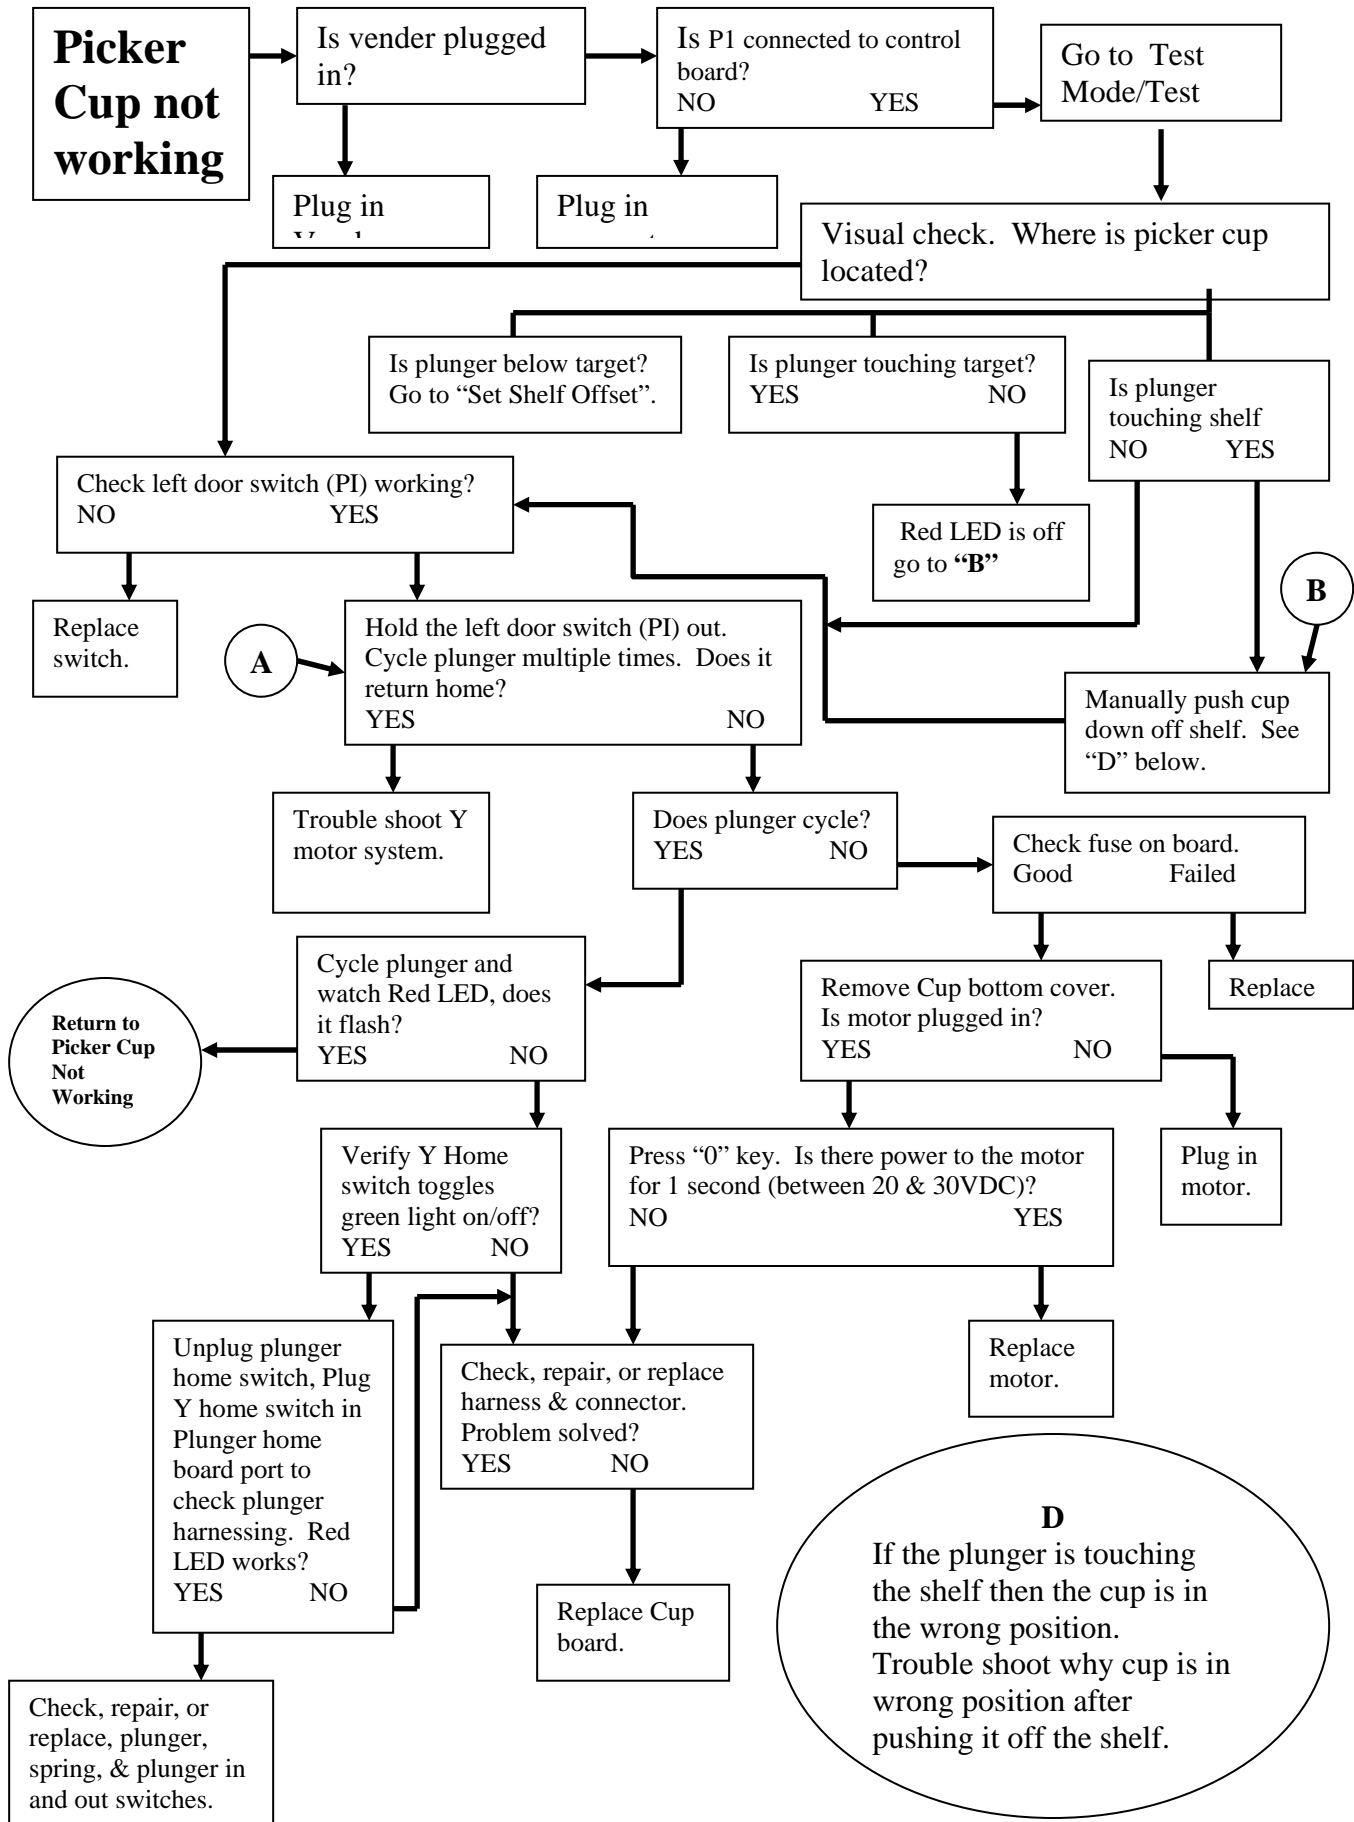 Picker
Cup not
working
Is vender plugged
in?
Is P1 connected to control
board?
NO YES
Go to Test
Mode/Test
Plug in
Plug in
Visual check. Where is picker cup
located?
Is plunger below target?
Go to “Set Shelf Offset”.
Is plunger touching target?
YES NO
Is plunger
touching shelf
NO YES
Check left door switch (PI) working?
NO YES
Red LED is off
go to “B”
B
Replace
switch.
A
Hold the left door switch (PI) out.
Cycle plunger multiple times. Does it
return home?
YES NO
Manually push cup
down off shelf. See
“D” below.
Trouble shoot Y
motor system.
Does plunger cycle?
YES NO
Check fuse on board.
Good Failed
Cycle plunger and
watch Red LED, does
it flash?
YES NO
Return to
Picker Cup
Not
Working
Remove Cup bottom cover.
Is motor plugged in?
YES NO
Replace
Verify Y Home
switch toggles
green light on/off?
YES NO
Press “0” key. Is there power to the motor
for 1 second (between 20 & 30VDC)?
NO YES
Plug in
motor.
Unplug plunger
home switch, Plug
Y home switch in
Plunger home
board port to
check plunger
harnessing. Red
LED works?
YES NO
Check, repair, or replace
harness & connector.
Problem solved?
YES NO
Replace
motor.
Replace Cup
board.
D
If the plunger is touching
the shelf then the cup is in
the wrong position.
Trouble shoot why cup is in
wrong position after
pushing it off the shelf.
Check, repair, or
replace, plunger,
spring, & plunger in
and out switches.